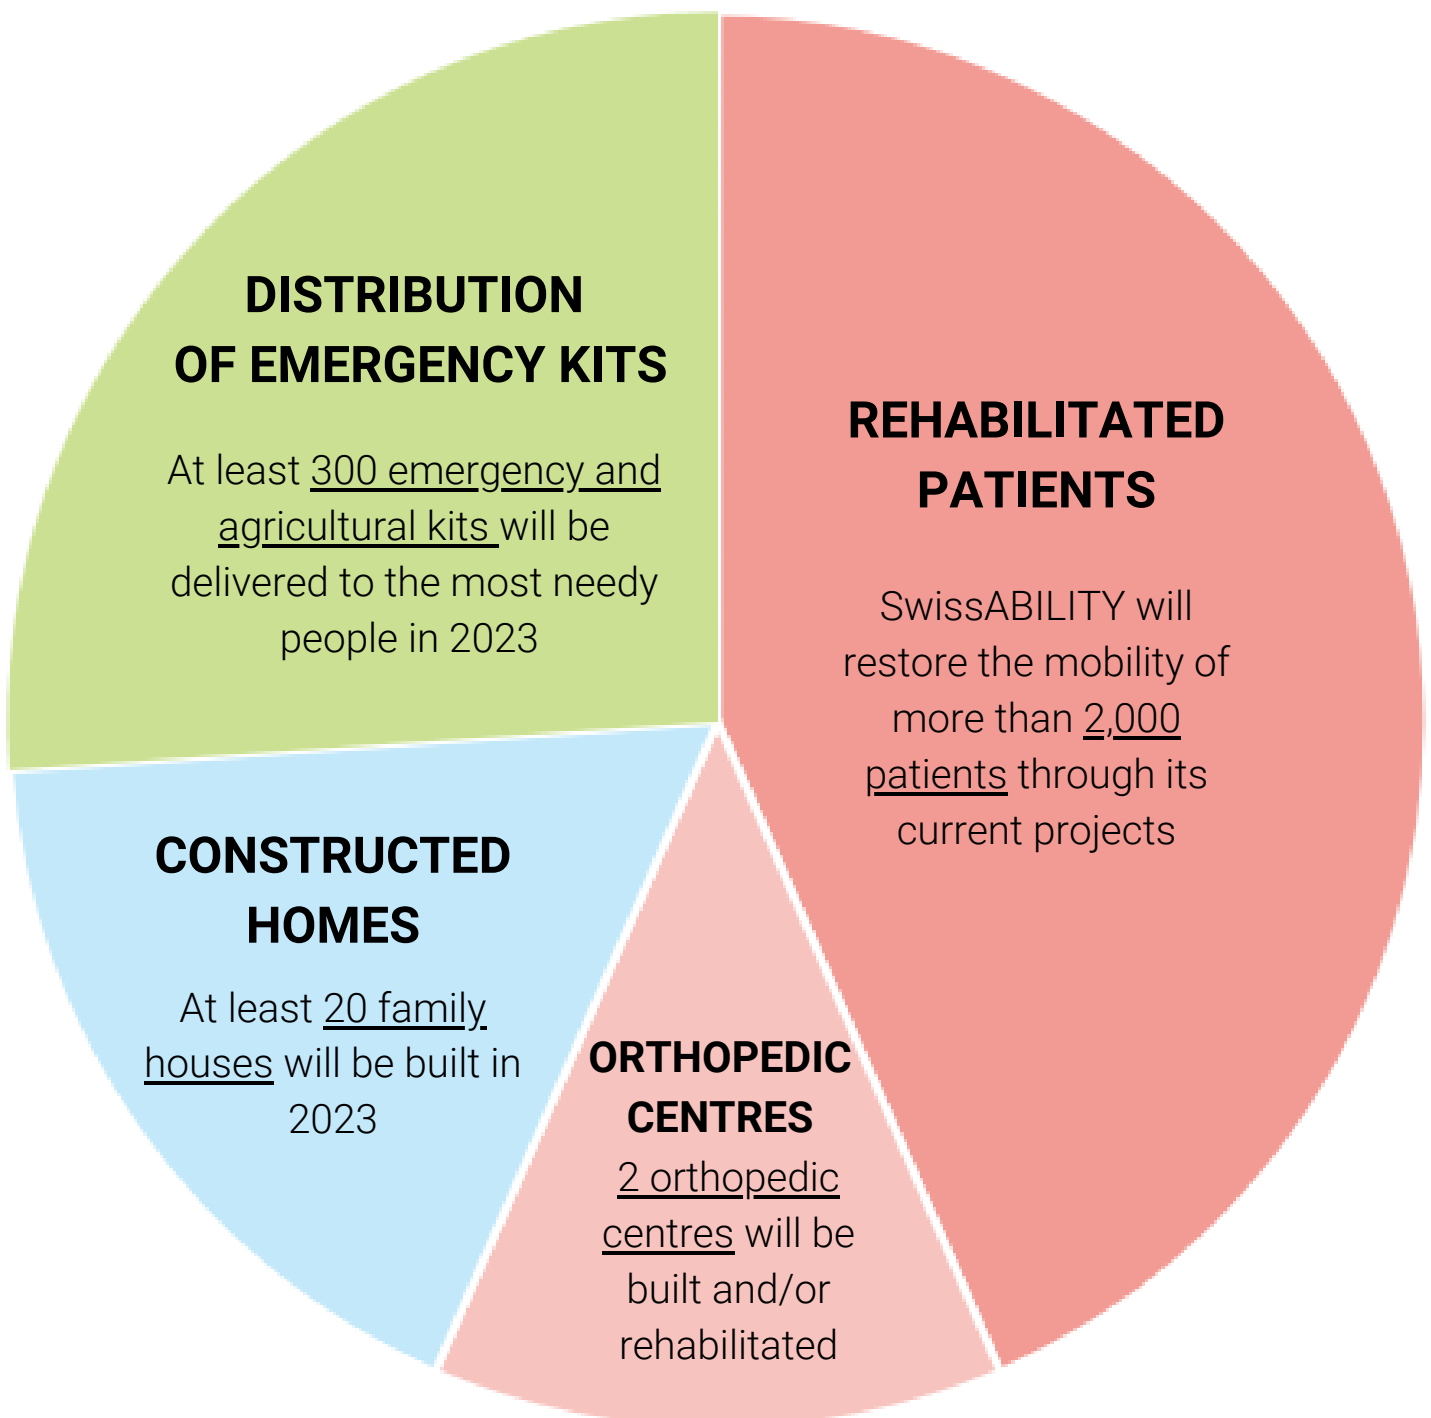 DISTRIBUTION
OF EMERGENCY KITS
At least 300 emergency and
agricultural kits will be
delivered to the most needy
people in 2023
REHABILITATED
PATIENTS
SwissABILITY will
restore the mobility of
more than 2,000
patients through its
current projects
CONSTRUCTED
HOMES
At least 20 family
houses will be built in
2023
ORTHOPEDIC
CENTRES
2 orthopedic
centres will be
built and/or
rehabilitated